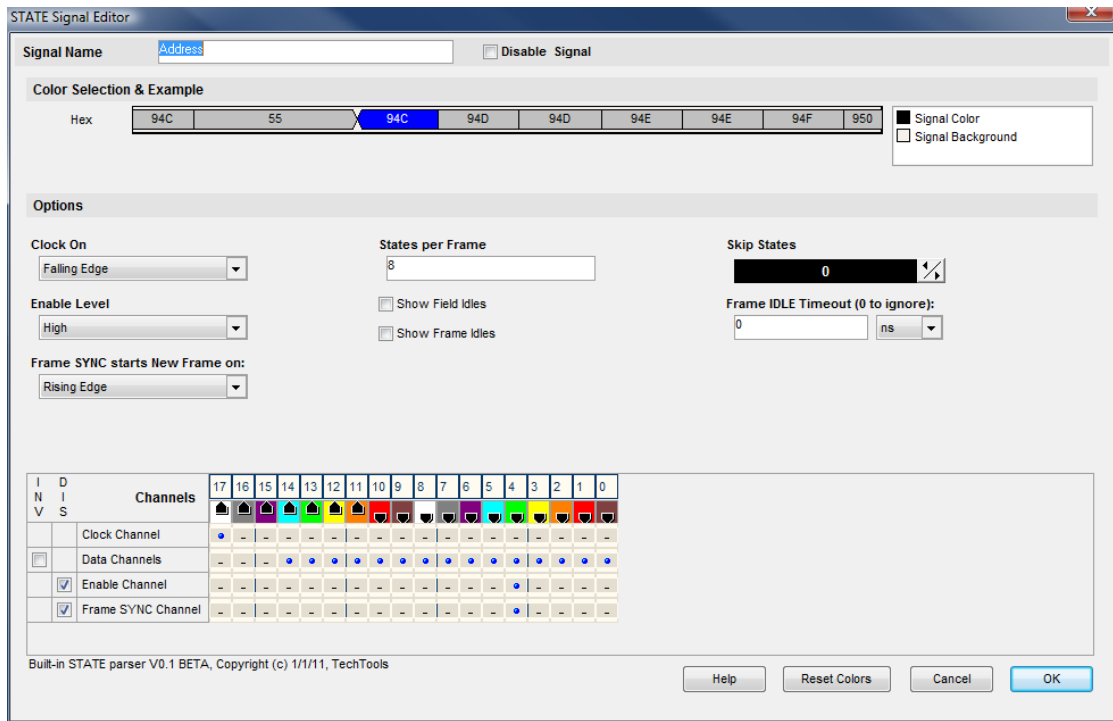 STATE Signal Editor
Signal Name Address Disable Signal
Color Selection & Example
Hex 94C 55 94C 94D 94D 94E 94E 94F 950 Signal Color
Signal Background
Options
Clock On States per Frame Skip States
Falling Edge 8 0
Enable Level Show Field Idles Frame IDLE Timeout (0 to ignore):
High Show Frame Idles 0 ns
Frame SYNC starts New Frame on:
Rising Edge
INV DIS Channels 17 16 15 14 13 12 11 10 9 8 7 6 5 4 3 2 1 0
Clock Channel
Data Channels
Enable Channel
Frame SYNC Channel
Built-in STATE parser V0.1 BETA, Copyright (c) 1/1/11, TechTools
Help Reset Colors Cancel OK